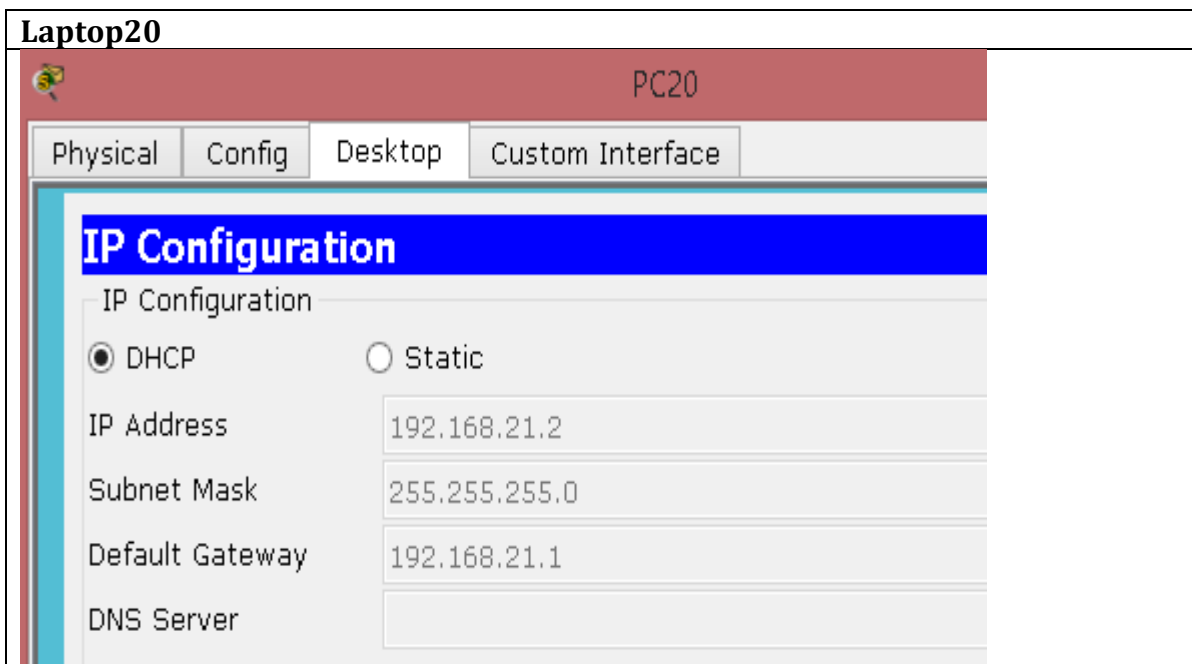 Laptop20
PC20
Physical Config Desktop Custom Interface
IP Configuration
IP Configuration
DHCP Static
IP Address 192.168.21.2
Subnet Mask 255.255.255.0
Default Gateway 192.168.21.1
DNS Server